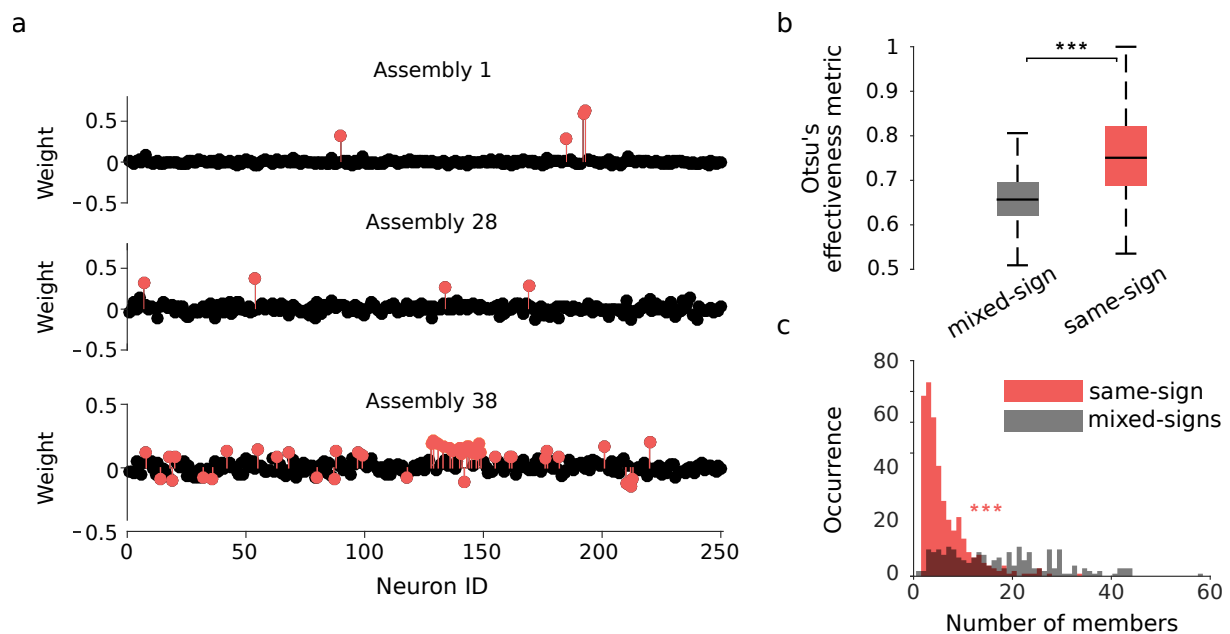 a
Assembly 1
Weight
0.5
0
−0.5
Assembly 28
Weight
0.5
0
−0.5
Assembly 38
Weight
0.5
0
−0.5
0 50 100 150 200 250
Neuron ID
b
***
Otsu's
effectiveness metric
1
0.9
0.8
0.7
0.6
0.5
mixed-sign same-sign
c
Occurrence
80
60
40
20
0
same-sign
mixed-signs
***
0 20 40 60
Number of members